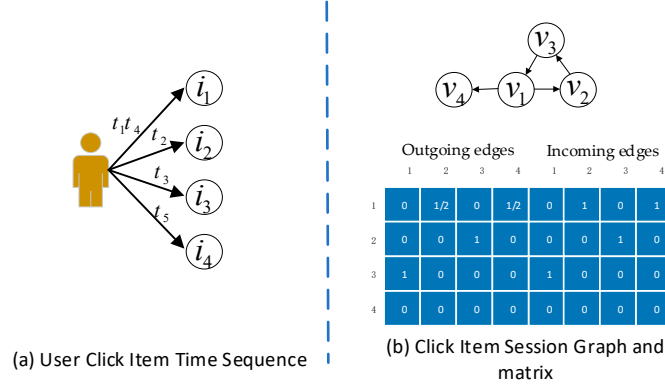 t₁t₄
t₂
t₃
t₅
i₁
i₂
i₃
i₄
(a) User Click Item Time Sequence
v₃
v₄ v₁ v₂
Outgoing edges Incoming edges
1 2 3 4 1 2 3 4
1 0 1/2 0 1/2 0 1 0 1
2 0 0 1 0 0 0 1 0
3 1 0 0 0 1 0 0 0
4 0 0 0 0 0 0 0 0
(b) Click Item Session Graph and
matrix